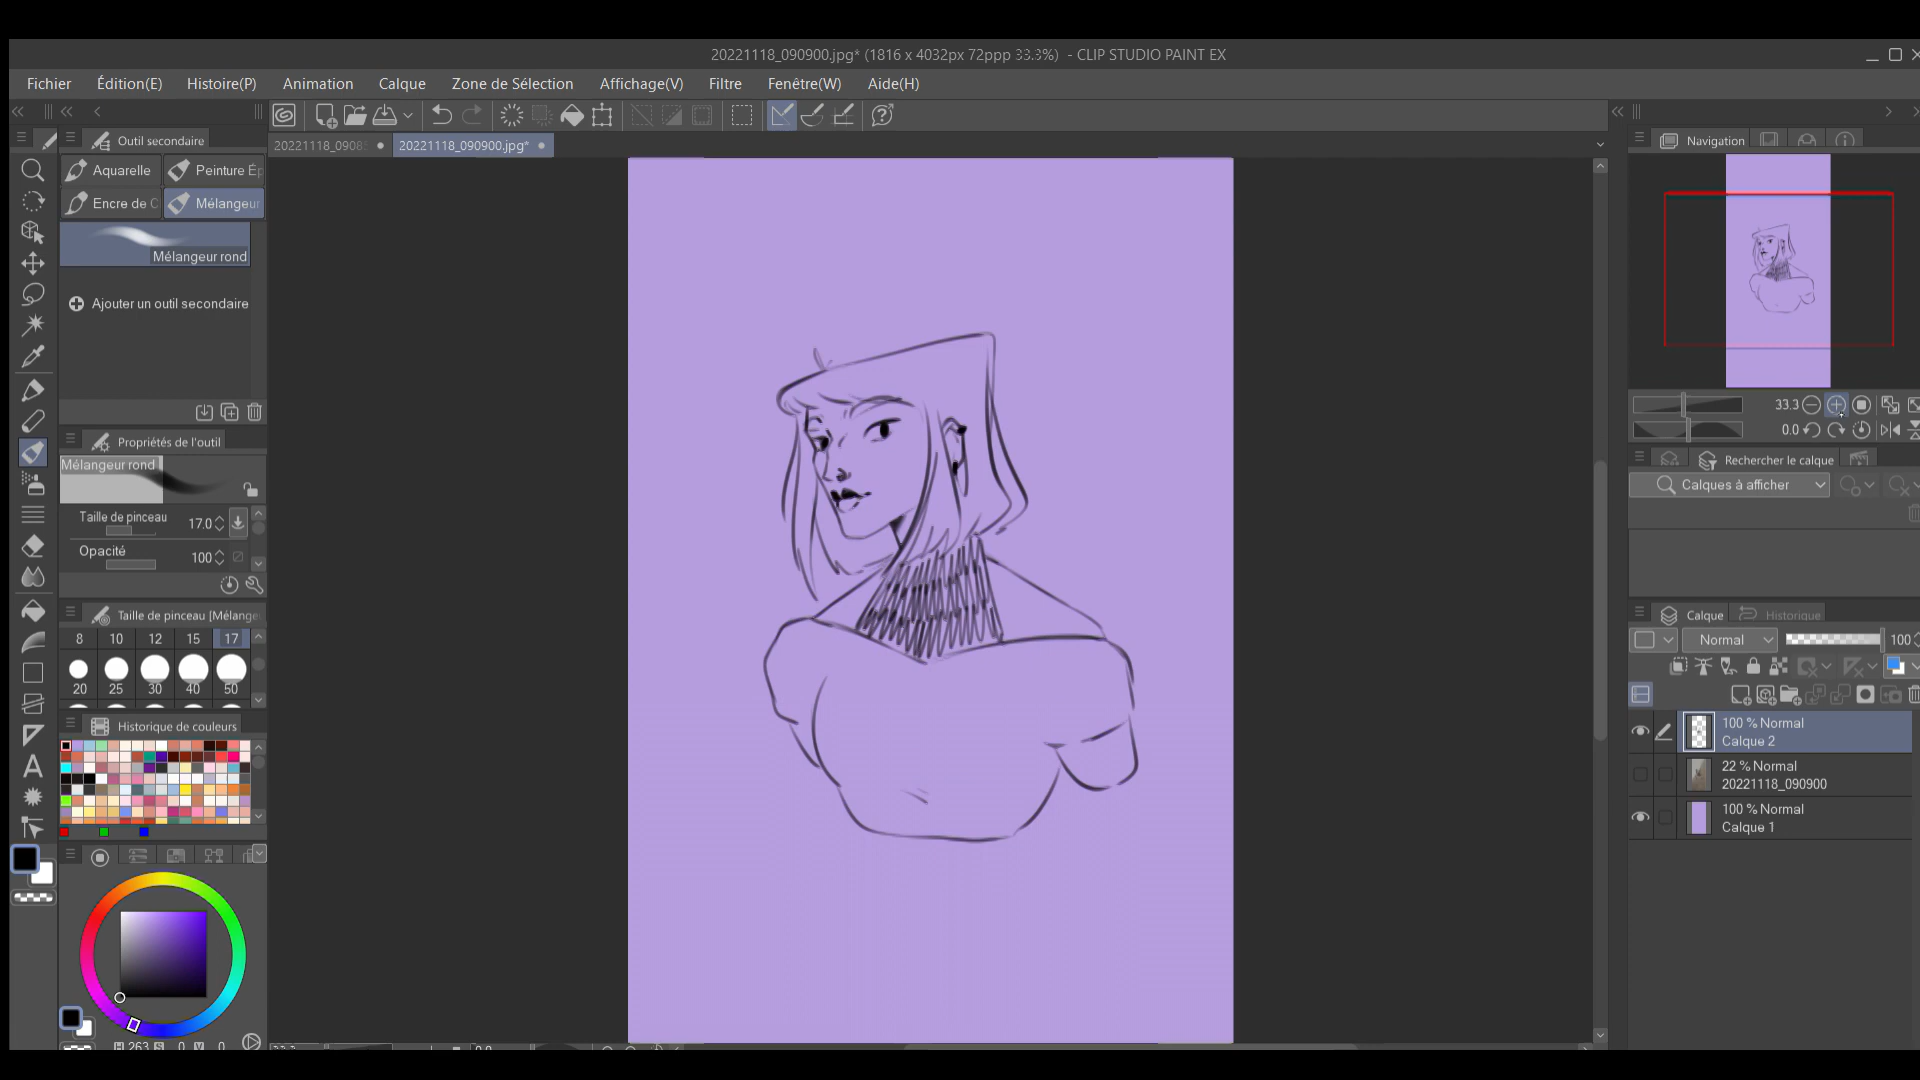 20221118_090900.jpg* (1816 x 4032px 72ppp 33.3%) - CLIP STUDIO PAINT EX
Fichier Édition(E) Histoire(P) Animation Calque Zone de Sélection Affichage(V) Filtre Fenêtre(W) Aide(H)
Outil secondaire
20221118_0908 20221118_090900.jpg*
Navigation
Aquarelle Peinture Ép
Encre de C Mélangeur
Mélangeur rond
Ajouter un outil secondaire
33.3
0.0
Propriétés de l'outil
Mélangeur rond
Taille de pinceau 17.0
Opacité 100
Rechercher le calque
Calques à afficher
Taille de pinceau [Mélange
8 10 12 15 17
20 25 30 40 50
Calque Historique
Normal 100
Historique de couleurs
100 % Normal
Calque 2
22 % Normal
20221118_090900
100 % Normal
Calque 1
H 263 S 0 V 0